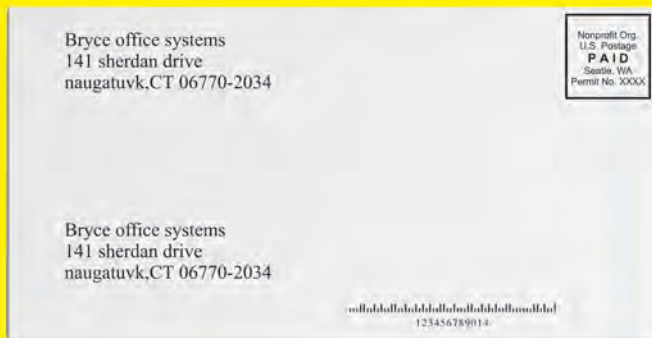 Bryce office systems
141 sherdan drive
naugatuvk,CT 06770-2034
Nonprofit Org
U.S. Postage
PAID
Seatle, WA
Permit No. XXXX
Bryce office systems
141 sherdan drive
naugatuvk,CT 06770-2034
123456789014